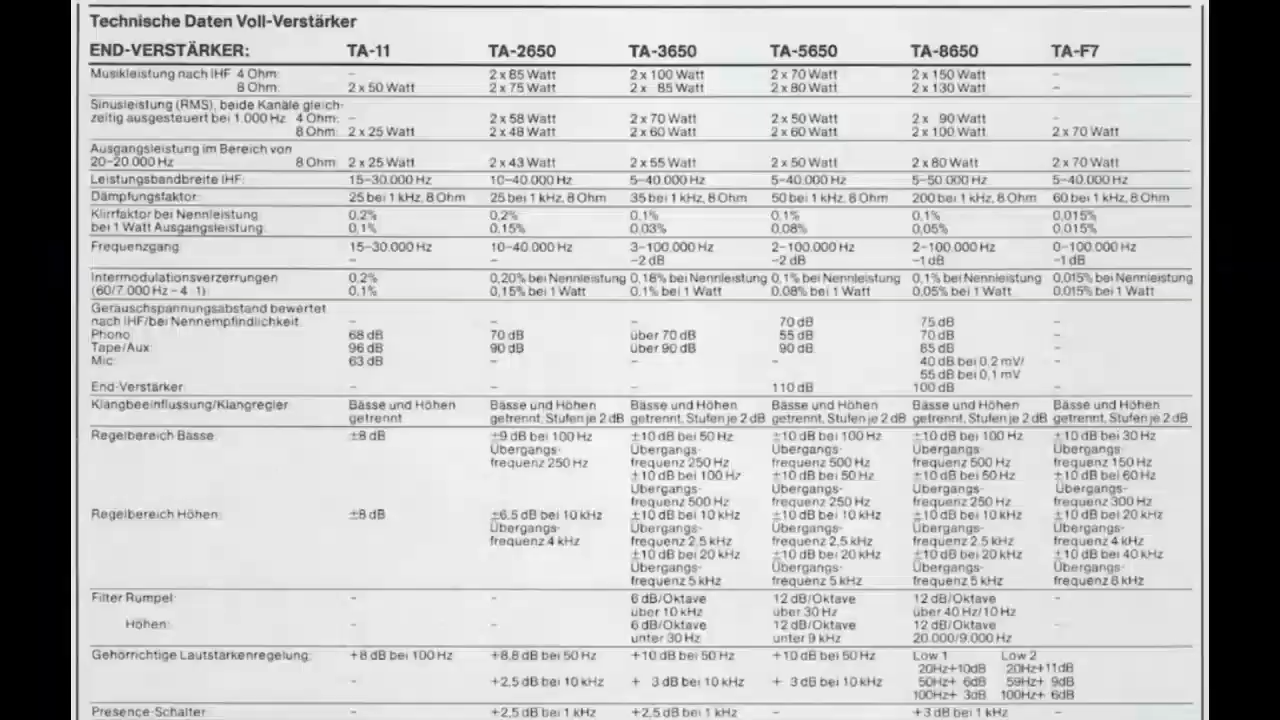 Technische Daten Voll-Verstärker
END-VERSTÄRKER: TA-11 TA-2650 TA-3650 TA-5650 TA-8650 TA-F7
Musikleistung nach IHF 4 Ohm: – 2 x 85 Watt 2 x 100 Watt 2 x 70 Watt 2 x 150 Watt –
8 Ohm: 2 x 50 Watt 2 x 75 Watt 2 x 85 Watt 2 x 80 Watt 2 x 130 Watt –
Sinusleistung (RMS), beide Kanäle gleich-
zeitig ausgesteuert bei 1.000 Hz 4 Ohm: – 2 x 58 Watt 2 x 70 Watt 2 x 50 Watt 2 x 90 Watt –
8 Ohm: 2 x 25 Watt 2 x 48 Watt 2 x 60 Watt 2 x 60 Watt 2 x 100 Watt 2 x 70 Watt
Ausgangsleistung im Bereich von
20-20.000 Hz 8 Ohm: 2 x 25 Watt 2 x 43 Watt 2 x 55 Watt 2 x 50 Watt 2 x 80 Watt 2 x 70 Watt
Leistungsbandbreite IHF: 15-30.000 Hz 10-40.000 Hz 5-40.000 Hz 5-40.000 Hz 5-50.000 Hz 5-40.000 Hz
Dämpfungsfaktor: 25 bei 1 kHz, 8 Ohm 25 bei 1 kHz, 8 Ohm 35 bei 1 kHz, 8 Ohm 50 bei 1 kHz, 8 Ohm 200 bei 1 kHz, 8 Ohm 60 bei 1 kHz, 8 Ohm
Klirrfaktor bei Nennleistung 0,2% 0,2% 0,1% 0,1% 0,1% 0,015%
bei 1 Watt Ausgangsleistung: 0,1% 0,15% 0,03% 0,08% 0,05% 0,015%
Frequenzgang 15-30.000 Hz 10-40.000 Hz 3-100.000 Hz 2-100.000 Hz 2-100.000 Hz 0-100.000 Hz
– – –2 dB –2 dB –1 dB –1 dB
Intermodulationsverzerrungen 0,2% 0,20% bei Nennleistung 0,18% bei Nennleistung 0,1% bei Nennleistung 0,1% bei Nennleistung 0,015% bei Nennleistung
(60/7.000 Hz – 4 : 1) 0,1% 0,15% bei 1 Watt 0,1% bei 1 Watt 0,08% bei 1 Watt 0,05% bei 1 Watt 0,015% bei 1 Watt
Geräuschspannungsabstand bewertet
nach IHF/bei Nennempfindlichkeit: – – – 70 dB 75 dB –
Phono 68 dB 70 dB über 70 dB 55 dB 70 dB –
Tape/Aux: 96 dB 90 dB über 90 dB 90 dB 85 dB –
Mic: 63 dB – – – 40 dB bei 0,2 mV/ –
55 dB bei 0,1 mV
End-Verstärker – – – 110 dB 100 dB –
Klangbeeinflussung/Klangregler Bässe und Höhen Bässe und Höhen Bässe und Höhen Bässe und Höhen Bässe und Höhen Bässe und Höhen
getrennt getrennt, Stufen je 2 dB getrennt, Stufen je 2 dB getrennt, Stufen je 2 dB getrennt, Stufen je 2 dB getrennt, Stufen je 2 dB
Regelbereich Bässe: ±8 dB ±9 dB bei 100 Hz ±10 dB bei 50 Hz ±10 dB bei 100 Hz ±10 dB bei 100 Hz ±10 dB bei 30 Hz
Übergangs- Übergangs- Übergangs- Übergangs- Übergangs-
frequenz 250 Hz frequenz 250 Hz frequenz 500 Hz frequenz 500 Hz frequenz 150 Hz
±10 dB bei 100 Hz ±10 dB bei 50 Hz ±10 dB bei 50 Hz ±10 dB bei 60 Hz
Übergangs- Übergangs- Übergangs- Übergangs-
frequenz 500 Hz frequenz 250 Hz frequenz 250 Hz frequenz 300 Hz
Regelbereich Höhen: ±8 dB ±6,5 dB bei 10 kHz ±10 dB bei 10 kHz ±10 dB bei 10 kHz ±10 dB bei 10 kHz ±10 dB bei 20 kHz
Übergangs- Übergangs- Übergangs- Übergangs- Übergangs-
frequenz 4 kHz frequenz 2,5 kHz frequenz 2,5 kHz frequenz 2.5 kHz frequenz 4 kHz
±10 dB bei 20 kHz ±10 dB bei 20 kHz ±10 dB bei 20 kHz ±10 dB bei 40 kHz
Übergangs- Übergangs- Übergangs- Übergangs-
frequenz 5 kHz frequenz 5 kHz frequenz 5 kHz frequenz 8 kHz
Filter Rumpel: – – 6 dB/Oktave 12 dB/Oktave 12 dB/Oktave –
über 10 kHz über 30 Hz über 40 Hz/10 Hz
Höhen: – – 6 dB/Oktave 12 dB/Oktave 12 dB/Oktave –
unter 30 Hz unter 9 kHz 20.000/9.000 Hz
Gehörrichtige Lautstärkenregelung: +8 dB bei 100 Hz +8,8 dB bei 50 Hz +10 dB bei 50 Hz +10 dB bei 50 Hz Low 1 Low 2
20Hz+10dB 20Hz+11dB
– +2,5 dB bei 10 kHz + 3 dB bei 10 kHz + 3 dB bei 10 kHz 50Hz+ 6dB 59Hz+ 9dB
100Hz+ 3dB 100Hz+ 6dB
Presence-Schalter – +2,5 dB bei 1 kHz +2,5 dB bei 1 kHz – +3 dB bei 1 kHz –